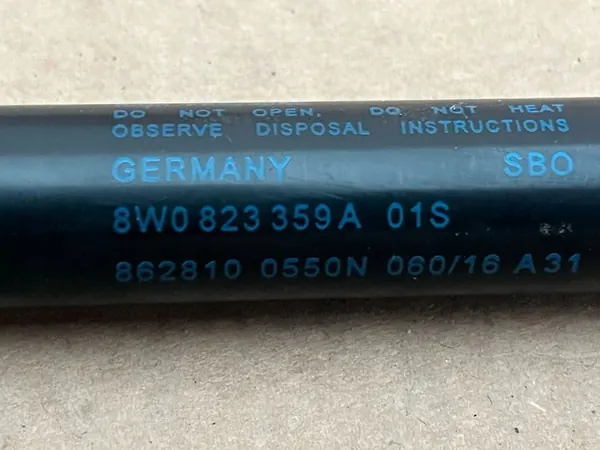 DO NOT OPEN, DO NOT HEAT
OBSERVE DISPOSAL INSTRUCTIONS
GERMANY SBO
8W0 823 359 A 01S
862810 0550N 060/16 A31